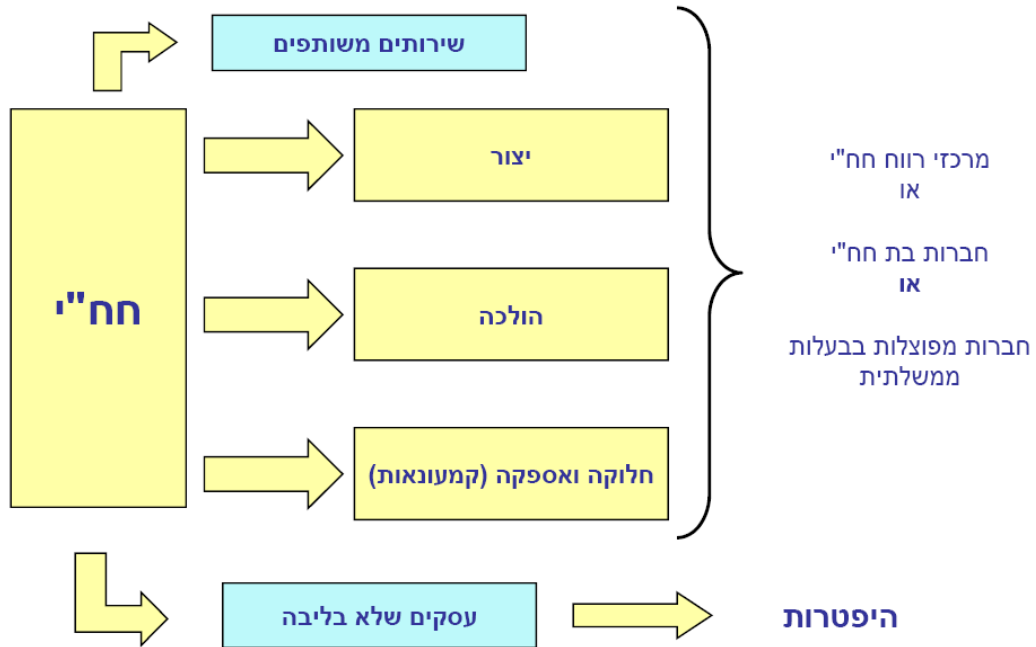 שירותים משותפים
יצור
הולכה
חלוקה ואספקה (קמעונאות)
חח"י
מרכזי רווח חח"י
או
חברות בת חח"י
או
חברות מפוצלות בבעלות
ממשלתית
עסקים שלא בליבה
היפטרות